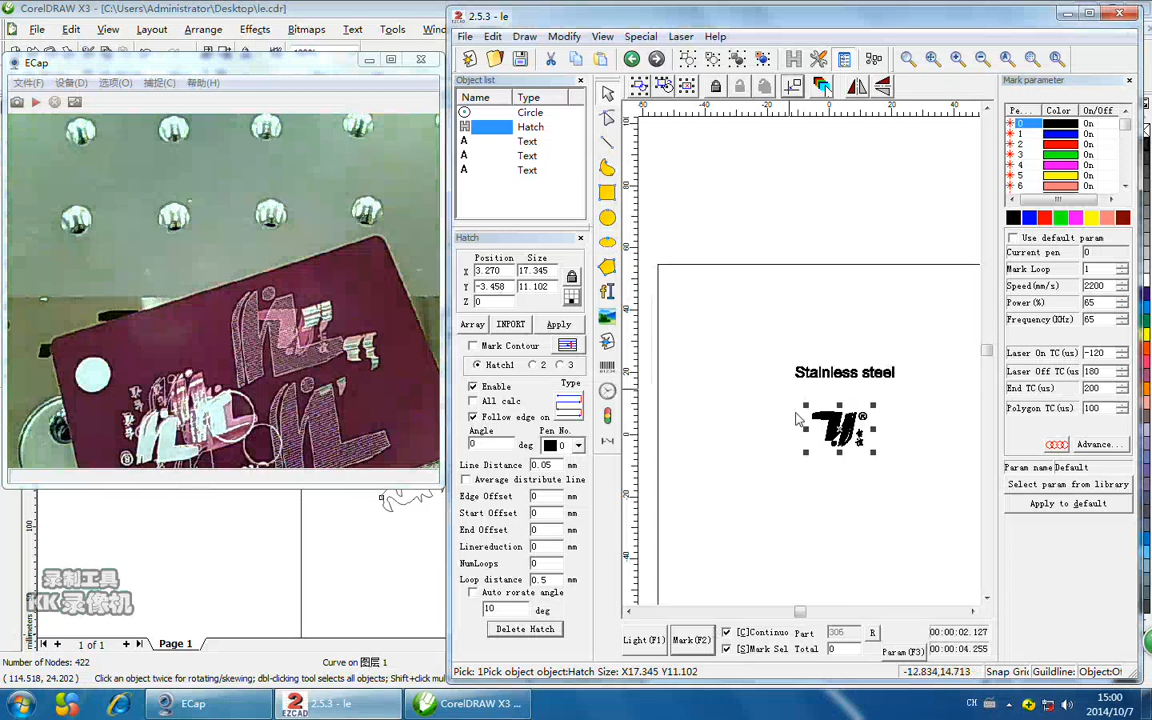 CorelDRAW X3 - [C:\Users\Administrator\Desktop\le.cdr]
File Edit View Layout Arrange Effects Bitmaps Text Tools
ECap
文件(F) 设备(D) 选项(O) 捕捉(C) 帮助(H)
录制工具
KK录像机
1 of 1
Page 1
Number of Nodes: 422
Curve on 图层 1
( 114.518, 24.202 )
Click an object twice for rotating/skewing; dbl-clicking tool selects all objects; Shift+click mul
2.5.3 - le
File Edit Draw Modify View Special Laser Help
Object list
Name Type
Circle
Hatch
Text
Text
Text
Hatch
Position Size
X 3.270 17.345
Y -3.458 11.102
Z 0
Array INPORT Apply
Mark Contour
Hatch1 2 3
Enable Type
All calc
Follow edge on
Angle Pen No.
0 deg 0
Line Distance 0.05 mm
Average distribute line
Edge Offset 0 mm
Start Offset 0 mm
End Offset 0 mm
Linereduction 0 mm
NumLoops 0
Loop distance 0.5 mm
Auto rorate angle
10 deg
Delete Hatch
Stainless steel
®
Mark parameter
Pe... Color On/Off
0 On
1 On
2 On
3 On
4 On
5 On
6 On
Use default param
Current pen 0
Mark Loop 1
Speed(mm/s) 2200
Power(%) 65
Frequency(KHz) 65
Laser On TC(us) -120
Laser Off TC(us) 180
End TC(us) 200
Polygon TC(us) 100
Advance...
Param name Default
Select param from library
Apply to default
Light(F1) Mark(F2) [C]Continuo Part 306 R 00:00:02.127
[S]Mark Sel Total 0 Param(F3) 00:00:04.255
Pick: 1Pick object object:Hatch Size: X17.345 Y11.102
-12.834,14.713 Snap Grid Guildline: Object:O
ECap
2.5.3 - le
CorelDRAW X3 ...
CH
15:00
2014/10/7